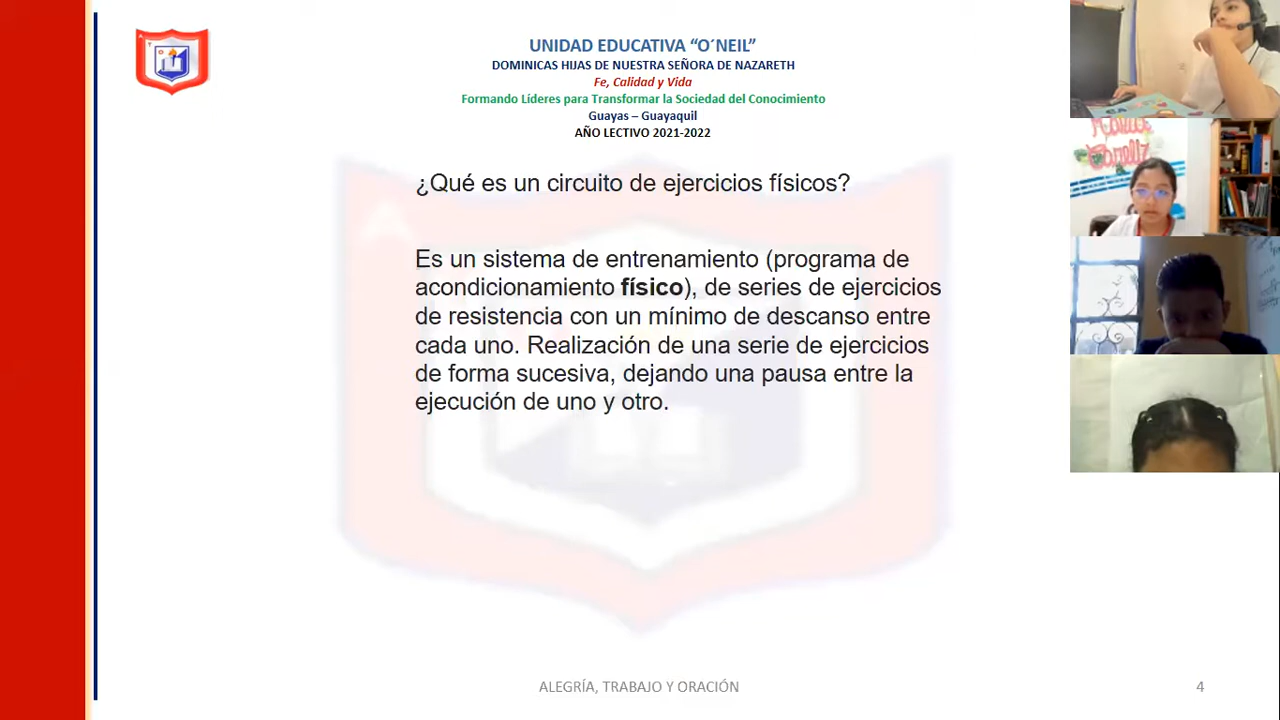 UNIDAD EDUCATIVA “O´NEIL”
DOMINICAS HIJAS DE NUESTRA SEÑORA DE NAZARETH
Fe, Calidad y Vida
Formando Líderes para Transformar la Sociedad del Conocimiento
Guayas – Guayaquil
AÑO LECTIVO 2021-2022
¿Qué es un circuito de ejercicios físicos?
Es un sistema de entrenamiento (programa de
acondicionamiento físico), de series de ejercicios
de resistencia con un mínimo de descanso entre
cada uno. Realización de una serie de ejercicios
de forma sucesiva, dejando una pausa entre la
ejecución de uno y otro.
ALEGRÍA, TRABAJO Y ORACIÓN
4